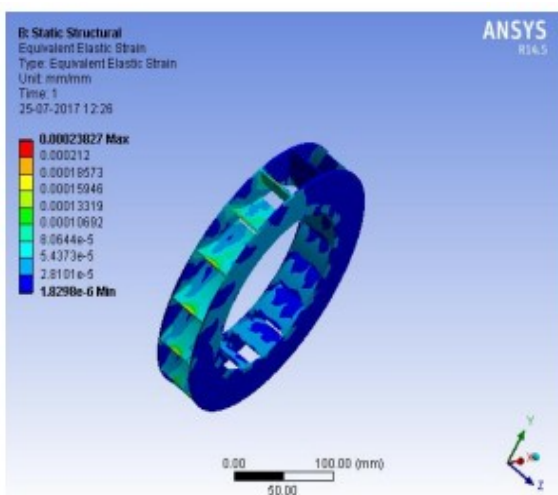 B: Static Structural
Equivalent Elastic Strain
Type: Equivalent Elastic Strain
Unit: mm/mm
Time: 1
25-07-2017 12:26
ANSYS
R14.5
0.00023827 Max
0.000212
0.00018573
0.00015946
0.00013319
0.00010692
8.0644e-5
5.4373e-5
2.8101e-5
1.8298e-6 Min
0.00 100.00 (mm)
50.00
Y
X
Z